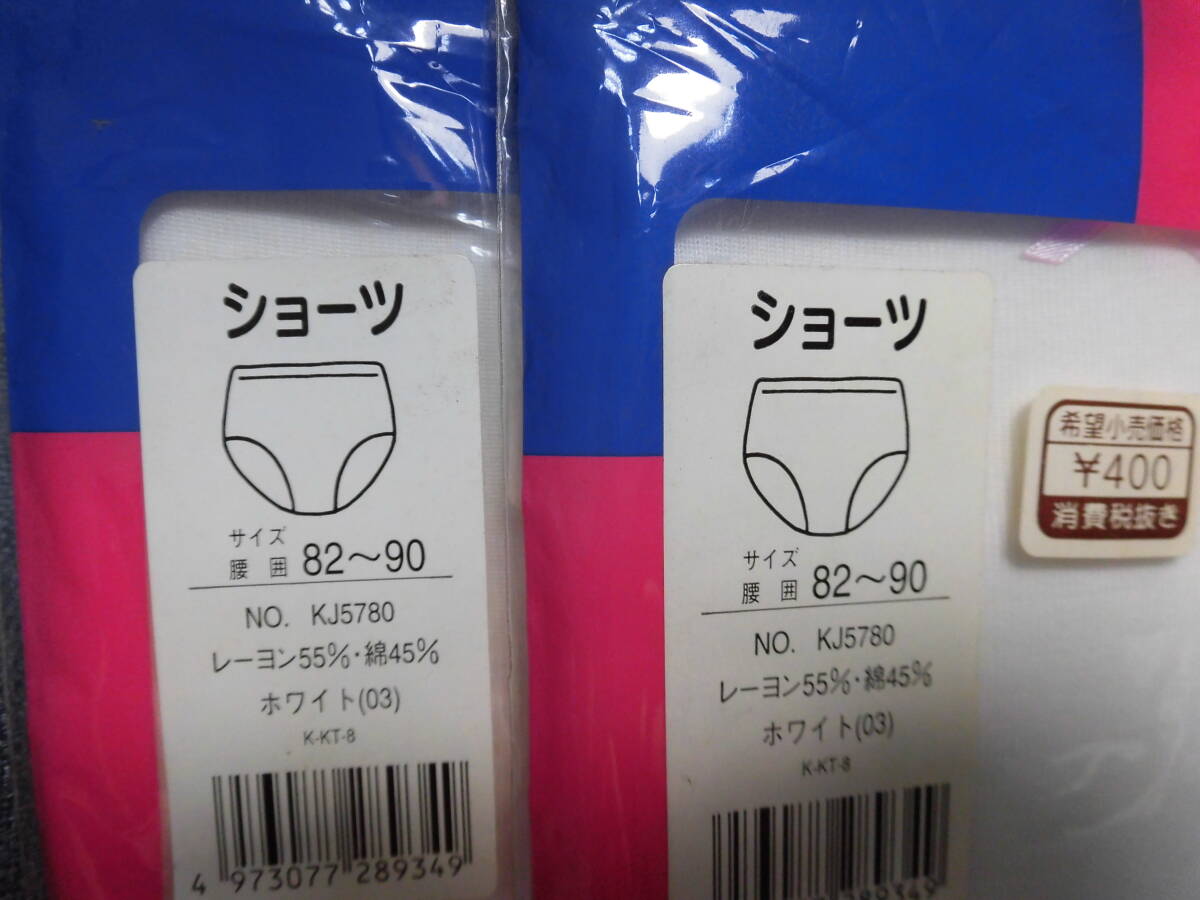 ショーツ
サイズ
腰囲 82〜90
NO. KJ5780
レーヨン55%・綿45%
ホワイト(03)
K-KT-8
4 973077 289349
ショーツ
サイズ
腰囲 82〜90
NO. KJ5780
レーヨン55%・綿45%
ホワイト(03)
K-KT-8
289349
希望小売価格
¥400
消費税抜き